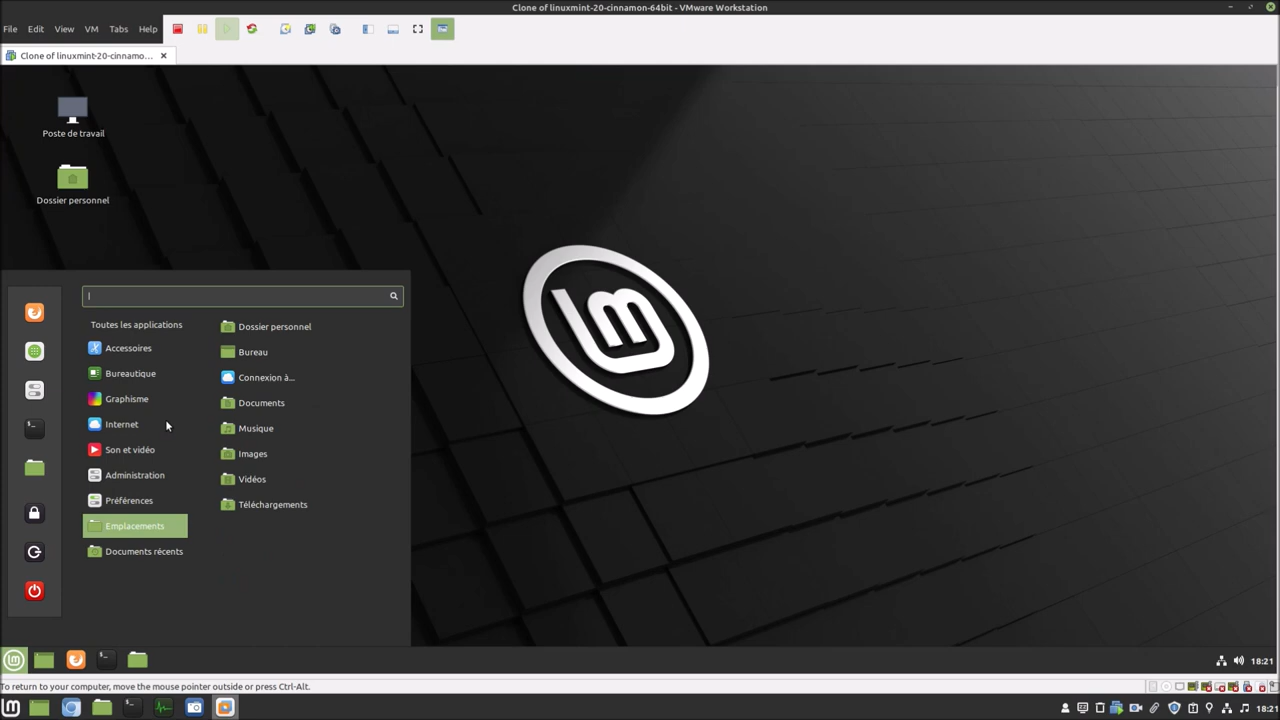 Clone of linuxmint-20-cinnamon-64bit - VMware Workstation
File Edit View VM Tabs Help
Clone of linuxmint-20-cinnamo...
Poste de travail
Dossier personnel
Toutes les applications
Accessoires
Bureautique
Graphisme
Internet
Son et vidéo
Administration
Préférences
Emplacements
Documents récents
Dossier personnel
Bureau
Connexion à...
Documents
Musique
Images
Vidéos
Téléchargements
18:21
To return to your computer, move the mouse pointer outside or press Ctrl-Alt.
18:21